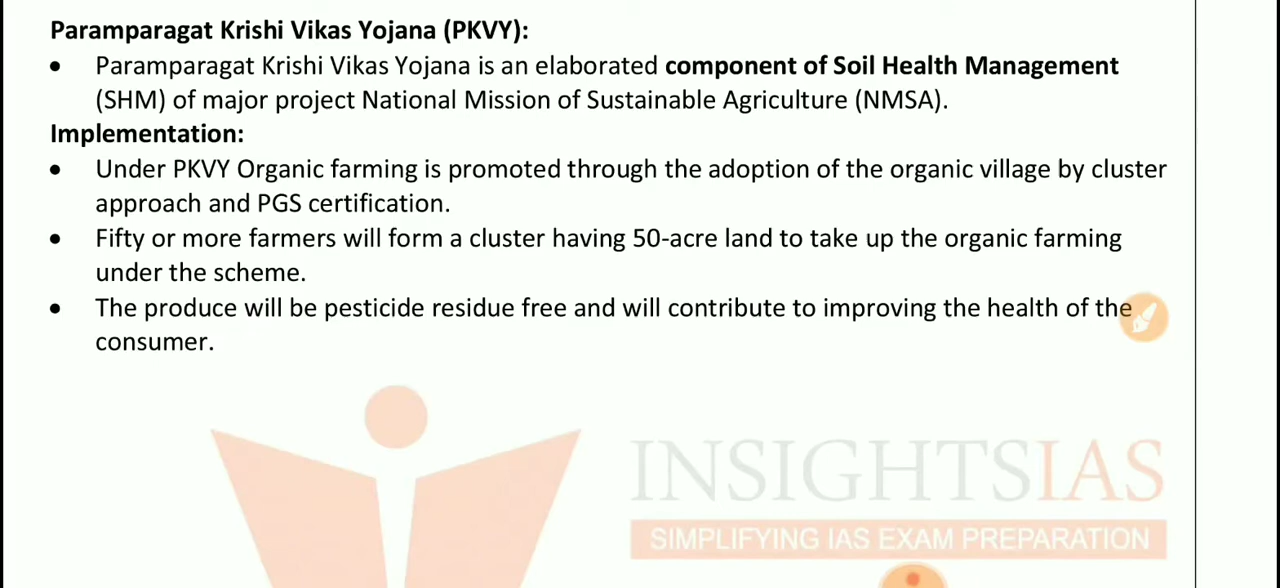 Paramparagat Krishi Vikas Yojana (PKVY):
• Paramparagat Krishi Vikas Yojana is an elaborated component of Soil Health Management
(SHM) of major project National Mission of Sustainable Agriculture (NMSA).
Implementation:
• Under PKVY Organic farming is promoted through the adoption of the organic village by cluster
approach and PGS certification.
• Fifty or more farmers will form a cluster having 50-acre land to take up the organic farming
under the scheme.
• The produce will be pesticide residue free and will contribute to improving the health of the
consumer.
INSIGHTSIAS
SIMPLIFYING IAS EXAM PREPARATION